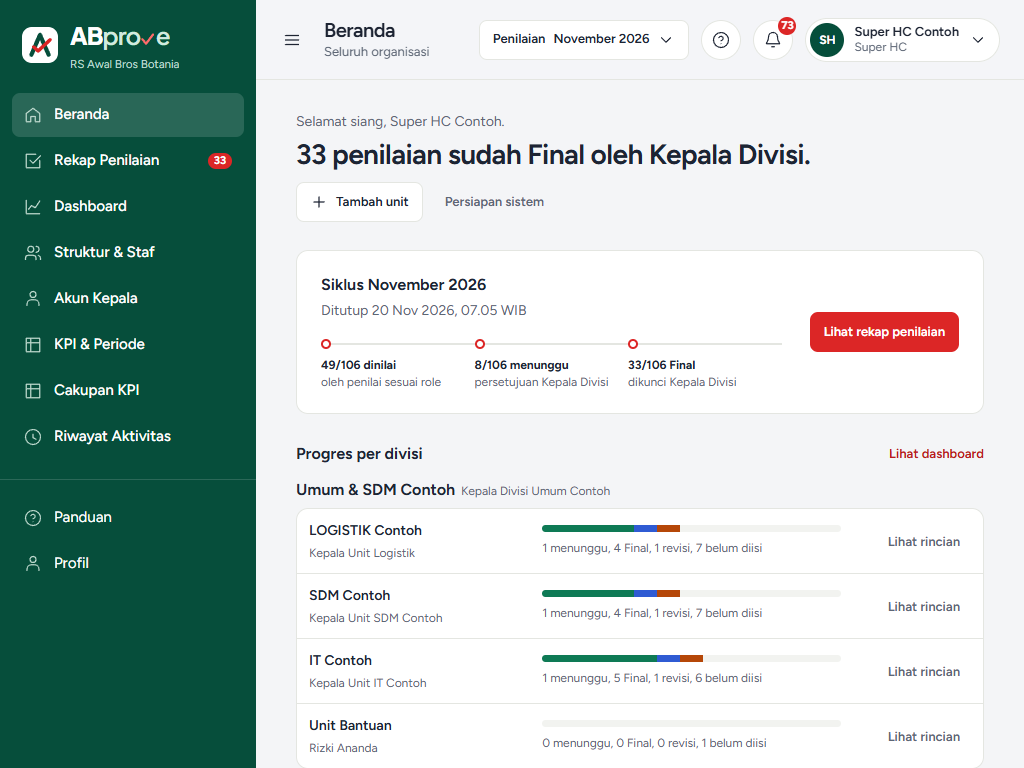 ABprove
RS Awal Bros Botania
Beranda
Rekap Penilaian 33
Dashboard
Struktur & Staf
Akun Kepala
KPI & Periode
Cakupan KPI
Riwayat Aktivitas
Panduan
Profil
Beranda
Seluruh organisasi
Penilaian November 2026
73
SH
Super HC Contoh
Super HC
Selamat siang, Super HC Contoh.
33 penilaian sudah Final oleh Kepala Divisi.
Tambah unit
Persiapan sistem
Siklus November 2026
Ditutup 20 Nov 2026, 07.05 WIB
49/106 dinilai
oleh penilai sesuai role
8/106 menunggu
persetujuan Kepala Divisi
33/106 Final
dikunci Kepala Divisi
Lihat rekap penilaian
Progres per divisi
Lihat dashboard
Umum & SDM Contoh Kepala Divisi Umum Contoh
LOGISTIK Contoh
Kepala Unit Logistik
1 menunggu, 4 Final, 1 revisi, 7 belum diisi
Lihat rincian
SDM Contoh
Kepala Unit SDM Contoh
1 menunggu, 4 Final, 1 revisi, 7 belum diisi
Lihat rincian
IT Contoh
Kepala Unit IT Contoh
1 menunggu, 5 Final, 1 revisi, 6 belum diisi
Lihat rincian
Unit Bantuan
Rizki Ananda
0 menunggu, 0 Final, 0 revisi, 1 belum diisi
Lihat rincian